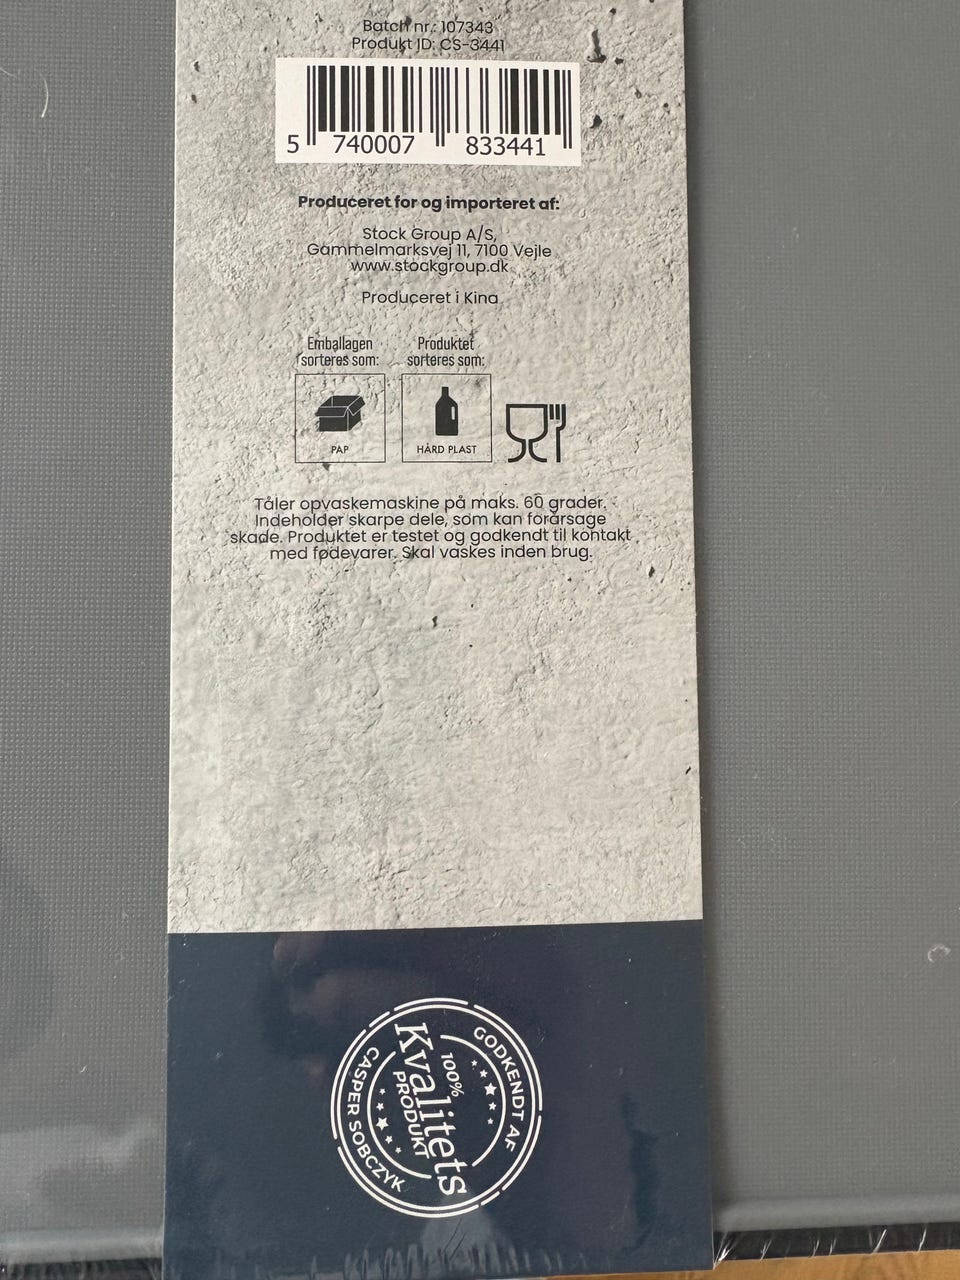 Batch nr.: 107343
Produkt ID: CS-3441
5 740007 833441
Produceret for og importeret af:
Stock Group A/S,
Gammelmarksvej 11, 7100 Vejle
www.stockgroup.dk
Produceret i Kina
Emballagen sorteres som:
Produktet sorteres som:
PAP
HÅRD PLAST
Tåler opvaskemaskine på maks. 60 grader.
Indeholder skarpe dele, som kan forårsage
skade. Produktet er testet og godkendt til kontakt
med fødevarer. Skal vaskes inden brug.
GODKENDT AF
100%
Kvalitets
PRODUKT
CASPER SOBCZYK